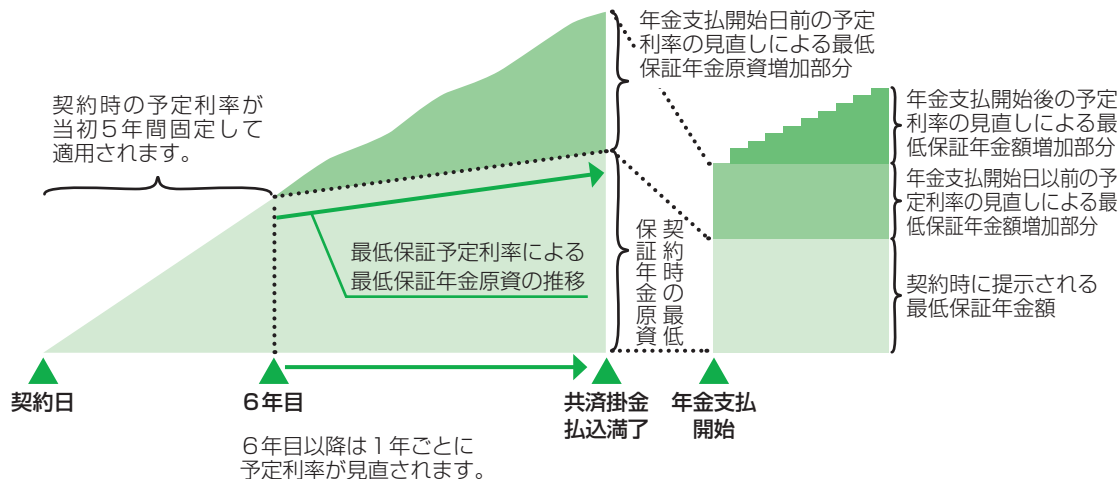 年金支払開始日前の予定
利率の見直しによる最低
保証年金原資増加部分
契約時の予定利率が
当初5年間固定して
適用されます。
年金支払開始後の予定
利率の見直しによる最
低保証年金額増加部分
年金支払開始日以前の予
定利率の見直しによる最
低保証年金額増加部分
最低保証予定利率による
最低保証年金原資の推移
契約時の最低
保証年金原資
契約時に提示される
最低保証年金額
契約日
6年目
共済掛金
払込満了
年金支払
開始
6年目以降は1年ごとに
予定利率が見直されます。